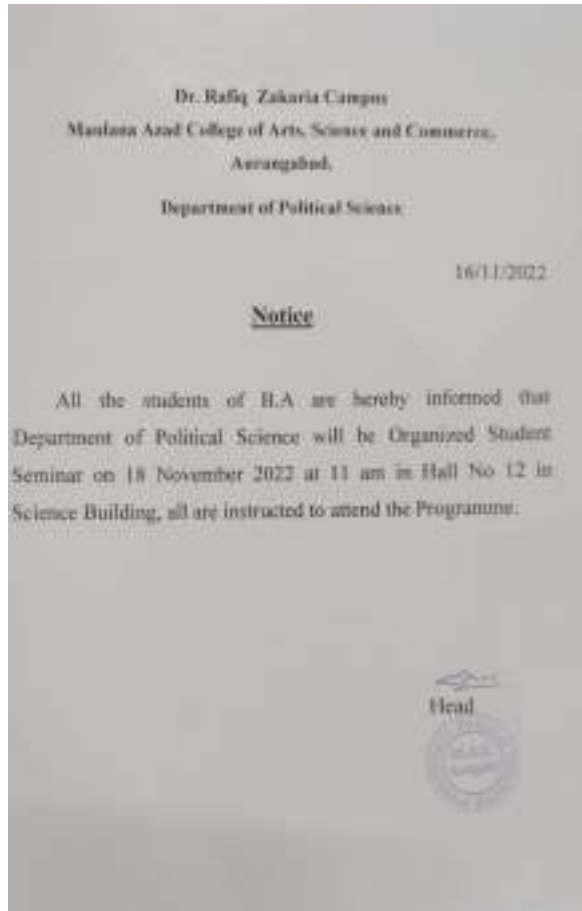 Dr. Rafiq Zakaria Campus
Maulana Azad College of Arts, Science and Commerce,
Aurangabad.
Department of Political Science
16/11/2022
Notice
All the students of B.A are hereby informed that
Department of Political Science will be Organized Student
Seminar on 18 November 2022 at 11 am in Hall No 12 in
Science Building, all are instructed to attend the Programme.
Head